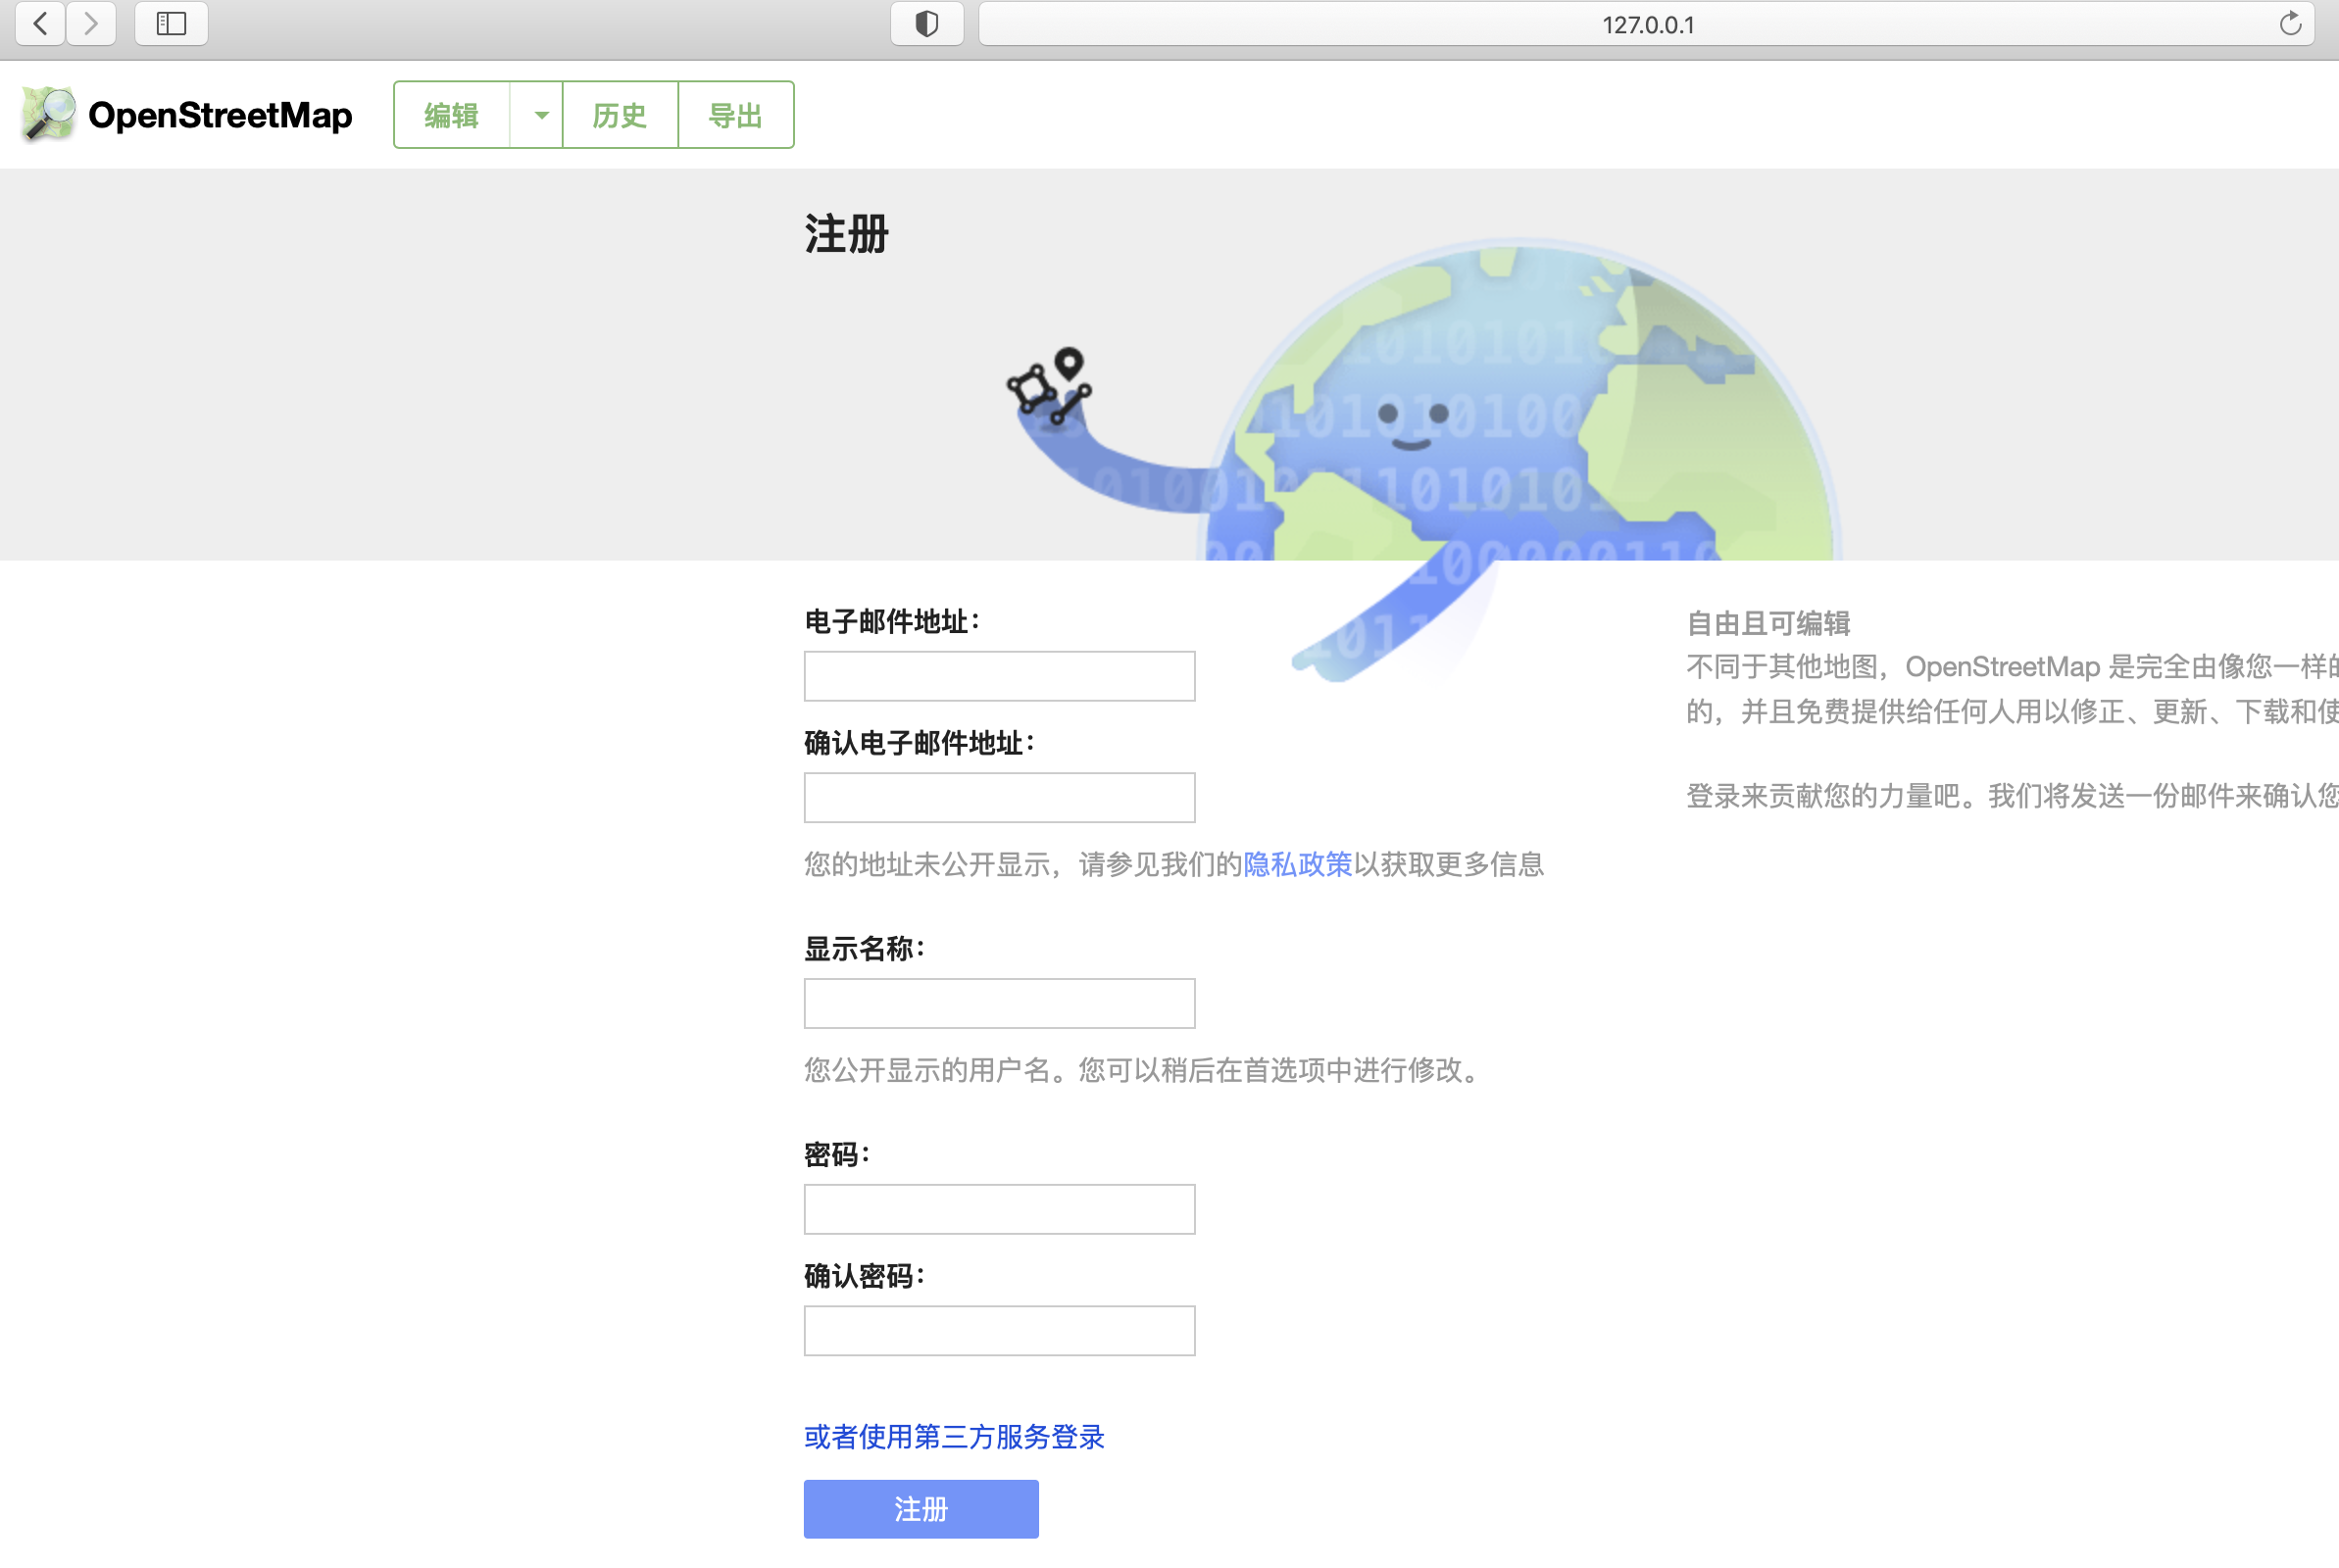 127.0.0.1
OpenStreetMap
编辑
历史
导出
注册
电子邮件地址：
确认电子邮件地址：
您的地址未公开显示，请参见我们的隐私政策以获取更多信息
显示名称：
您公开显示的用户名。您可以稍后在首选项中进行修改。
密码：
确认密码：
或者使用第三方服务登录
注册
自由且可编辑
不同于其他地图，OpenStreetMap 是完全由像您一样
的，并且免费提供给任何人用以修正、更新、下载和
登录来贡献您的力量吧。我们将发送一份邮件来确认